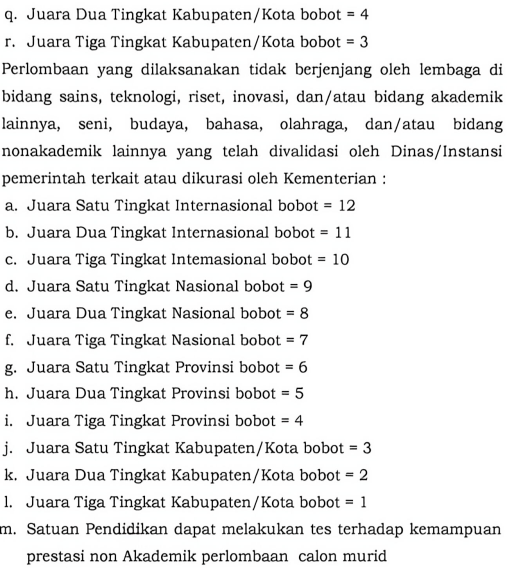 q. Juara Dua Tingkat Kabupaten/Kota bobot = 4
r. Juara Tiga Tingkat Kabupaten/Kota bobot = 3
Perlombaan yang dilaksanakan tidak berjenjang oleh lembaga di
bidang sains, teknologi, riset, inovasi, dan/atau bidang akademik
lainnya, seni, budaya, bahasa, olahraga, dan/atau bidang
nonakademik lainnya yang telah divalidasi oleh Dinas/Instansi
pemerintah terkait atau dikurasi oleh Kementerian :
a. Juara Satu Tingkat Internasional bobot = 12
b. Juara Dua Tingkat Internasional bobot = 11
c. Juara Tiga Tingkat Intemasional bobot = 10
d. Juara Satu Tingkat Nasional bobot = 9
e. Juara Dua Tingkat Nasional bobot = 8
f. Juara Tiga Tingkat Nasional bobot = 7
g. Juara Satu Tingkat Provinsi bobot = 6
h. Juara Dua Tingkat Provinsi bobot = 5
i. Juara Tiga Tingkat Provinsi bobot = 4
j. Juara Satu Tingkat Kabupaten/Kota bobot = 3
k. Juara Dua Tingkat Kabupaten/Kota bobot = 2
l. Juara Tiga Tingkat Kabupaten/Kota bobot = 1
m. Satuan Pendidikan dapat melakukan tes terhadap kemampuan
prestasi non Akademik perlombaan calon murid